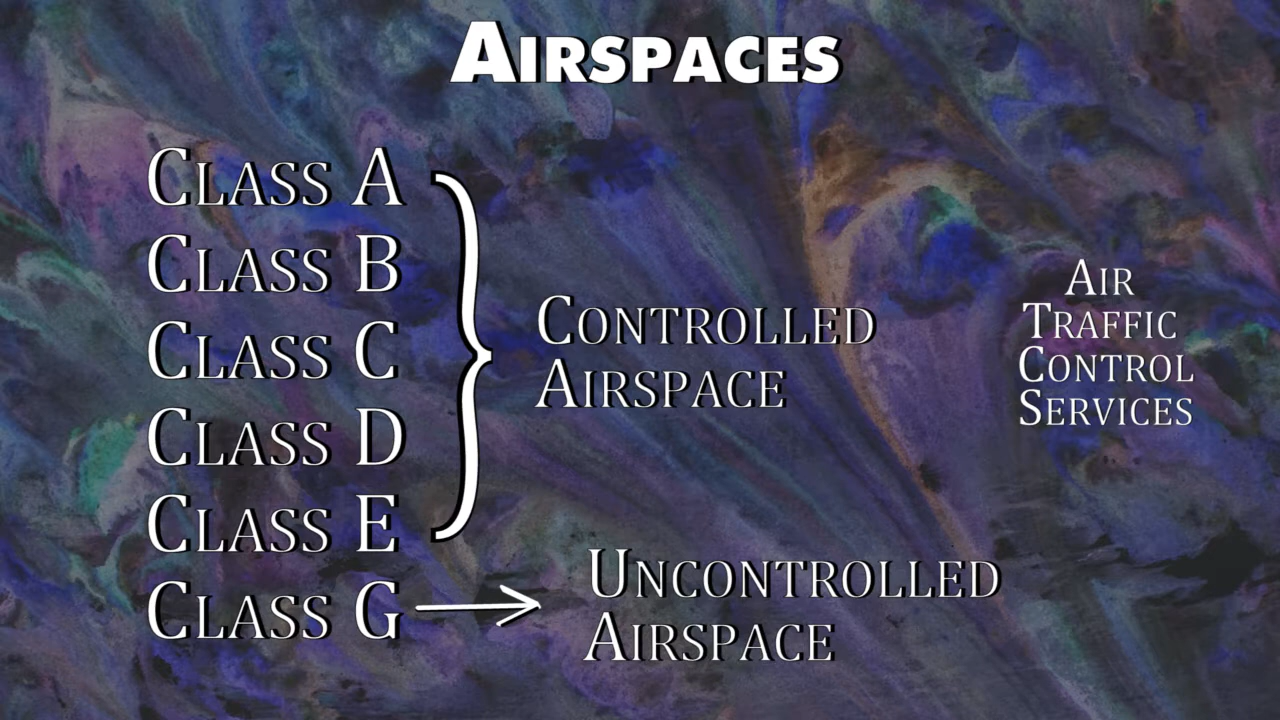 AIRSPACES
CLASS A
CLASS B
CLASS C
CLASS D
CLASS E
CLASS G
CONTROLLED
AIRSPACE
UNCONTROLLED
AIRSPACE
AIR
TRAFFIC
CONTROL
SERVICES